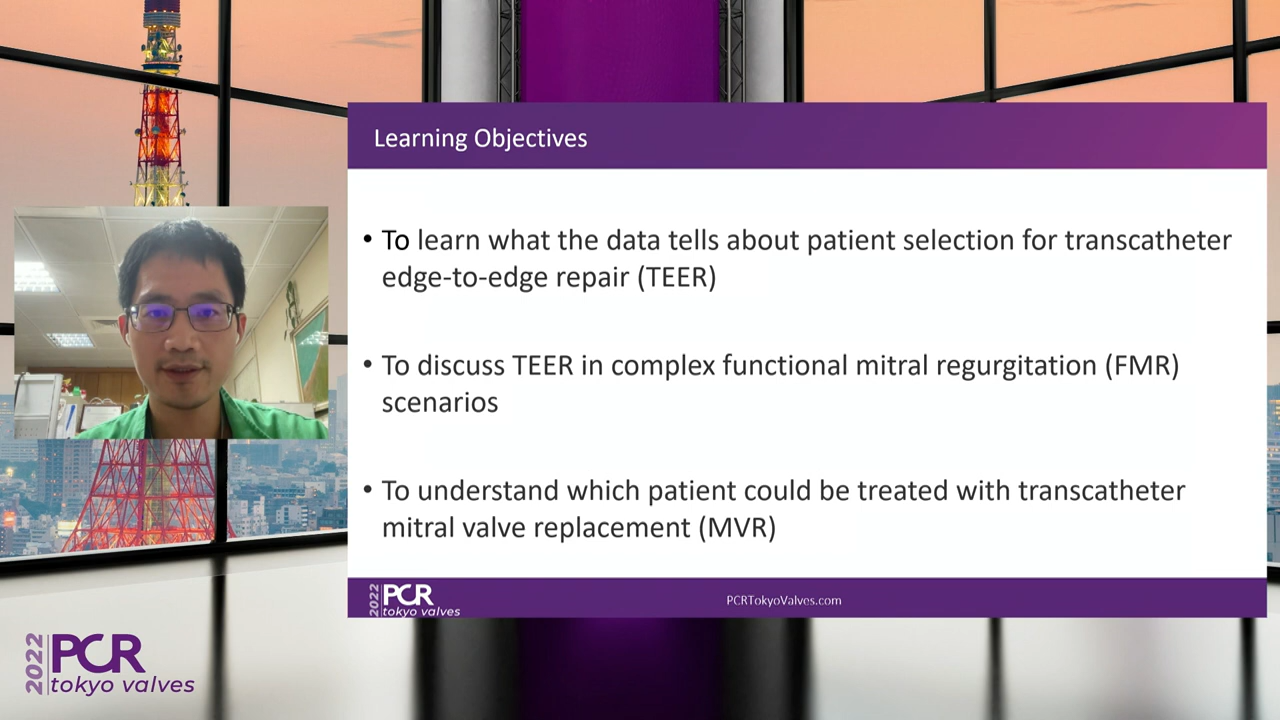 Learning Objectives
• To learn what the data tells about patient selection for transcatheter
edge-to-edge repair (TEER)
• To discuss TEER in complex functional mitral regurgitation (FMR)
scenarios
• To understand which patient could be treated with transcatheter
mitral valve replacement (MVR)
2022 PCR
tokyo valves
PCRTokyoValves.com
2022 PCR
tokyo valves